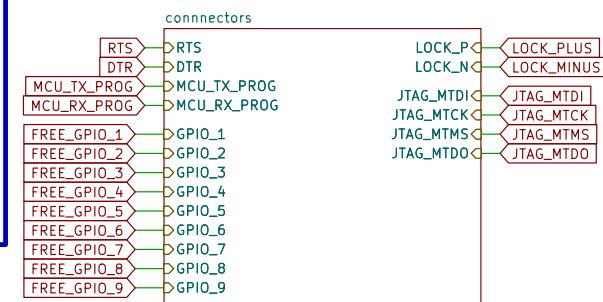 connnectors
RTS RTS LOCK_P LOCK_PLUS
DTR DTR LOCK_N LOCK_MINUS
MCU_TX_PROG MCU_TX_PROG JTAG_MTDI JTAG_MTDI
MCU_RX_PROG MCU_RX_PROG JTAG_MTCK JTAG_MTCK
FREE_GPIO_1 GPIO_1 JTAG_MTMS JTAG_MTMS
FREE_GPIO_2 GPIO_2 JTAG_MTDO JTAG_MTDO
FREE_GPIO_3 GPIO_3
FREE_GPIO_4 GPIO_4
FREE_GPIO_5 GPIO_5
FREE_GPIO_6 GPIO_6
FREE_GPIO_7 GPIO_7
FREE_GPIO_8 GPIO_8
FREE_GPIO_9 GPIO_9